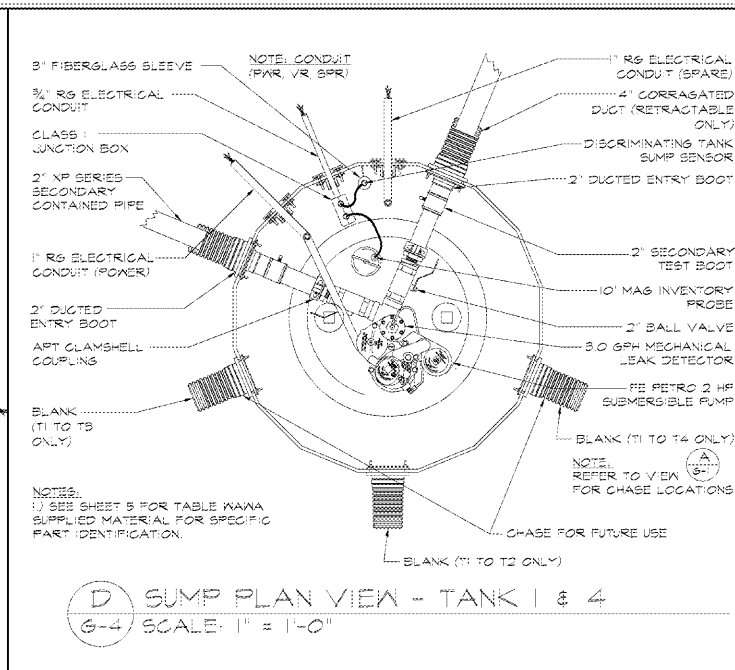 3" FIBERGLASS SLEEVE
3/4" RG ELECTRICAL
CONDUIT
CLASS 1
JUNCTION BOX
2" XP SERIES
SECONDARY
CONTAINED PIPE
1" RG ELECTRICAL
CONDUIT (POWER)
2" DUCTED
ENTRY BOOT
APT CLAMSHELL
COUPLING
BLANK
(T1 TO T3
ONLY)
NOTE: CONDUIT
(PWR, VR, SPR)
1" RG ELECTRICAL
CONDUIT (SPARE)
4" CORRAGATED
DUCT (RETRACTABLE
ONLY)
DISCRIMINATING TANK
SUMP SENSOR
2" DUCTED ENTRY BOOT
2" SECONDARY
TEST BOOT
10' MAG INVENTORY
PROBE
2" BALL VALVE
3.0 GPH MECHANICAL
LEAK DETECTOR
FE PETRO 2 HP
SUBMERSIBLE PUMP
BLANK (T1 TO T4 ONLY)
NOTE:
REFER TO VIEW A
G-1
FOR CHASE LOCATIONS
CHASE FOR FUTURE USE
BLANK (T1 TO T2 ONLY)
NOTES:
1.) SEE SHEET 5 FOR TABLE WAWA
SUPPLIED MATERIAL FOR SPECIFIC
PART IDENTIFICATION.
D SUMP PLAN VIEW - TANK 1 & 4
G-4 SCALE: 1" = 1'-0"